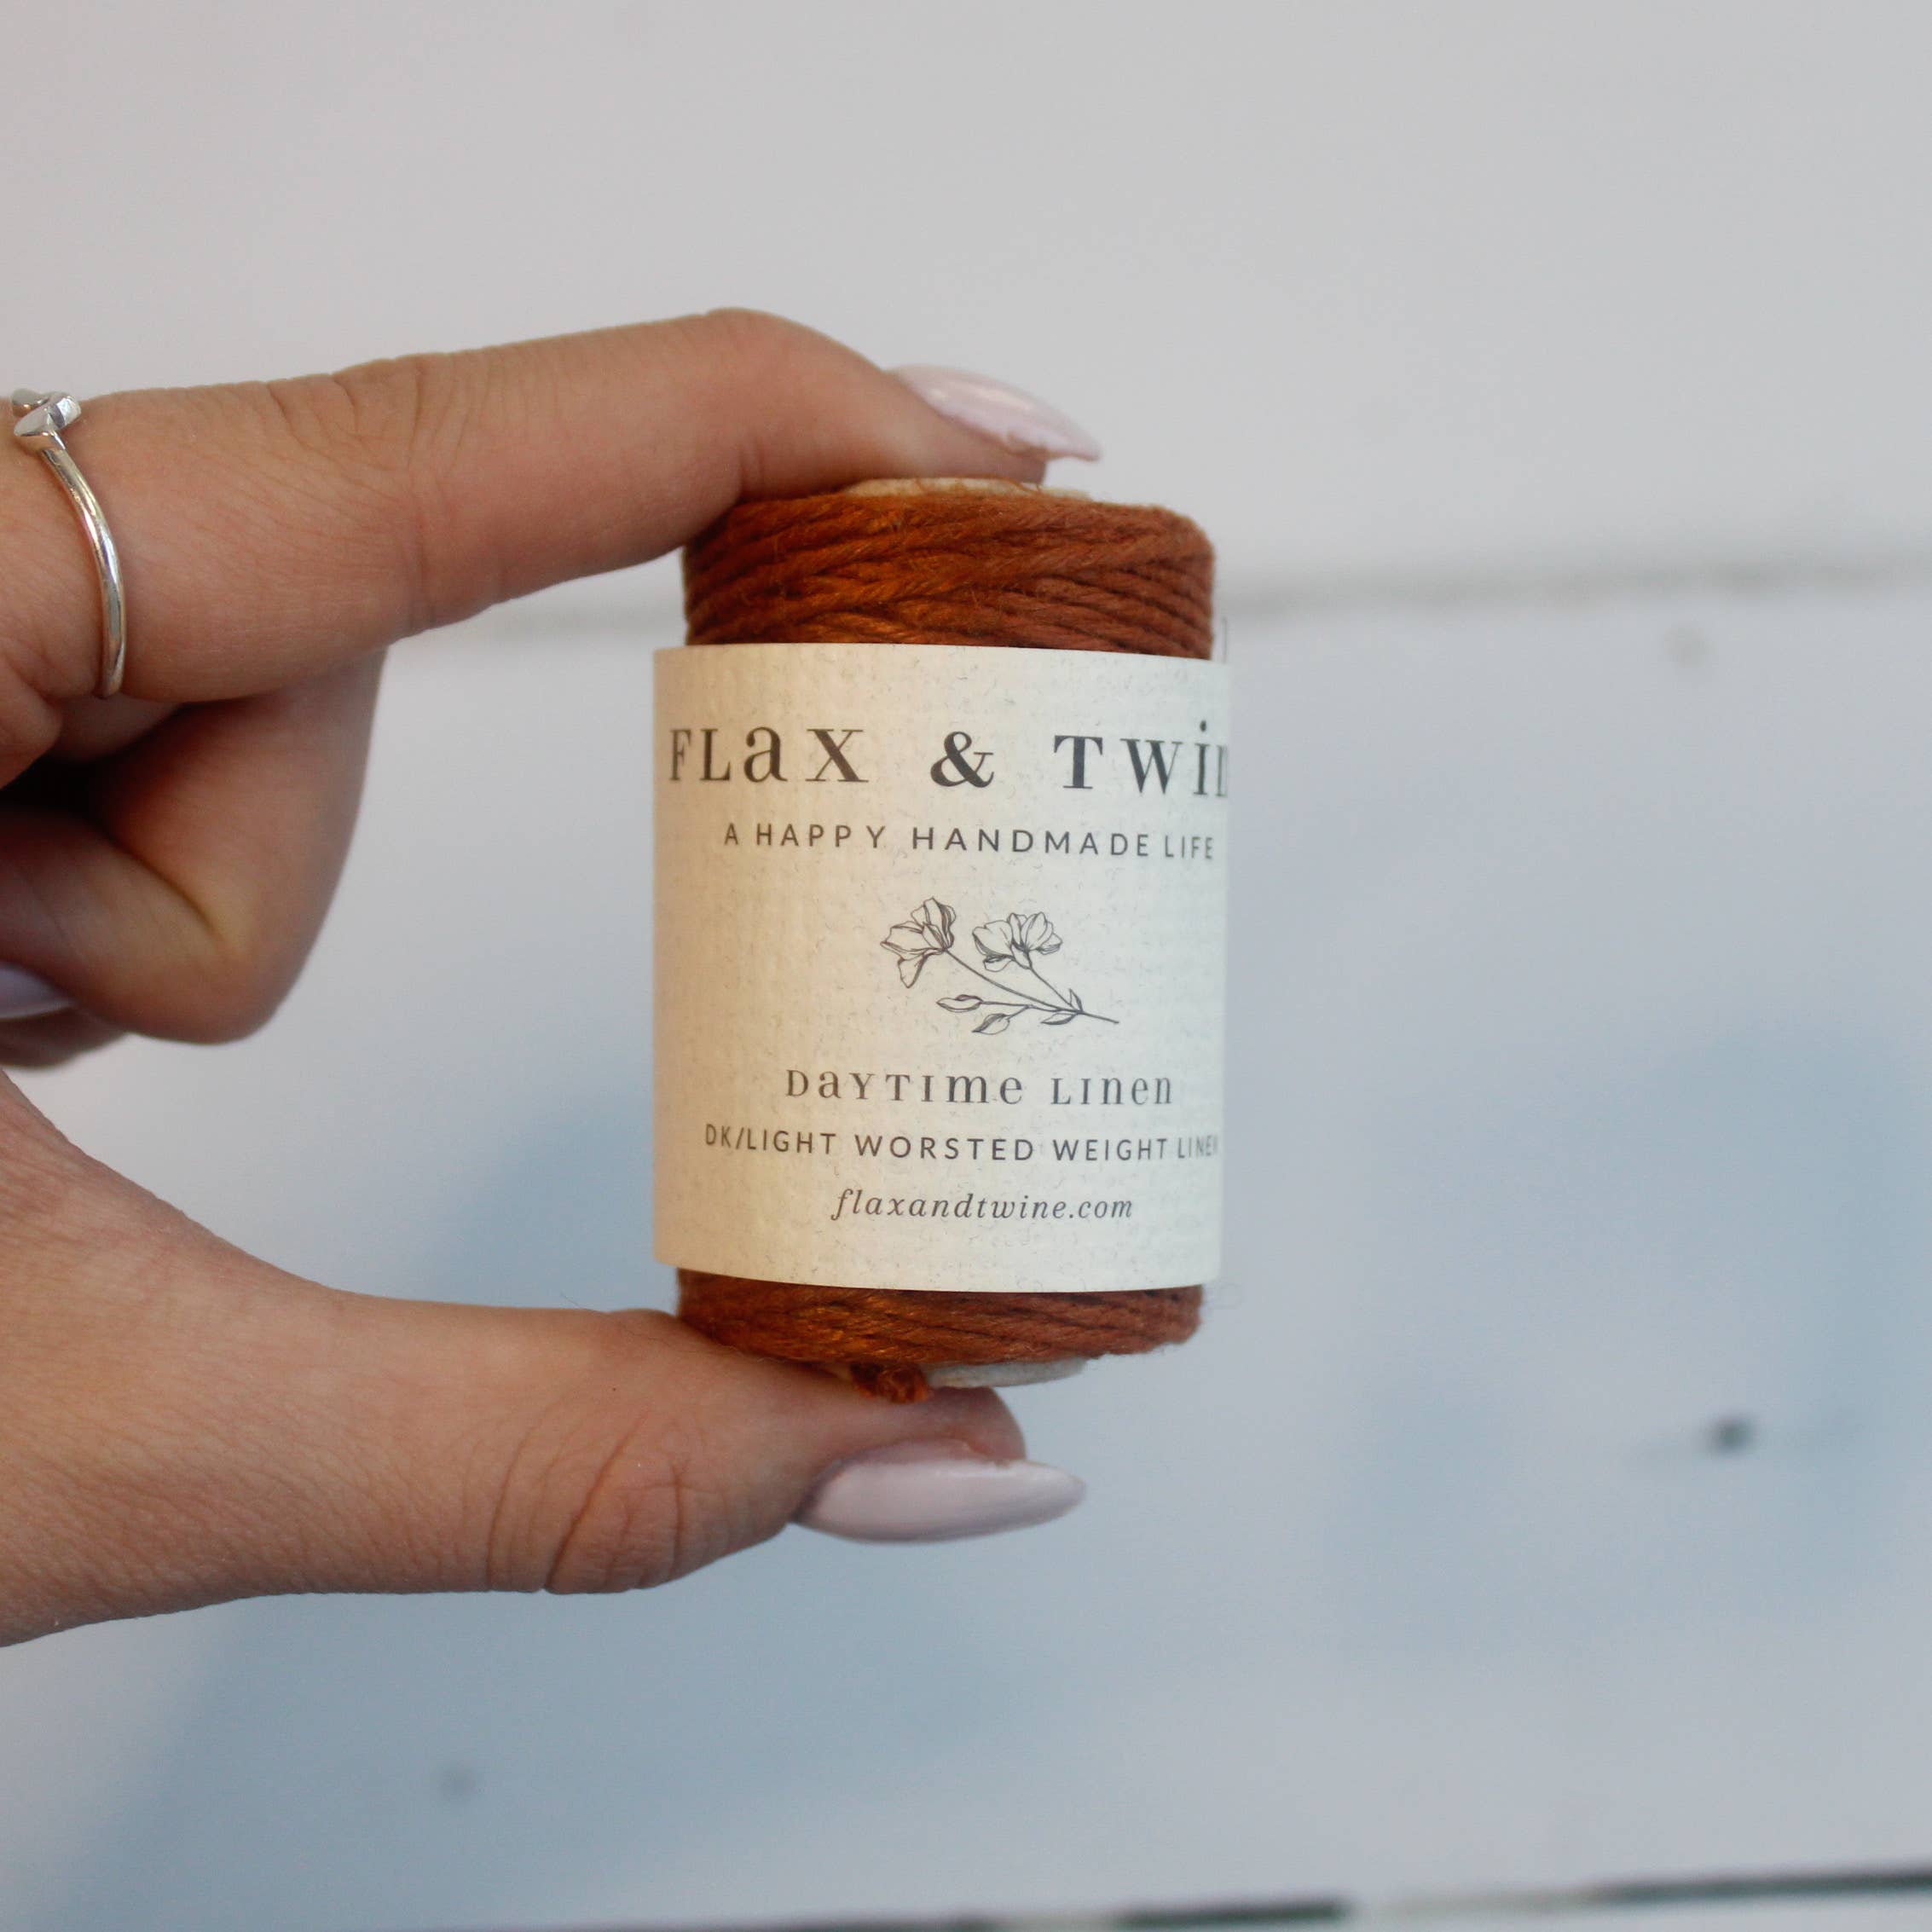 FLax & Twin
A HAPPY HANDMADE LIFE
DaYTIme LInen
DK/LIGHT WORSTED WEIGHT LINEN
flaxandtwine.com